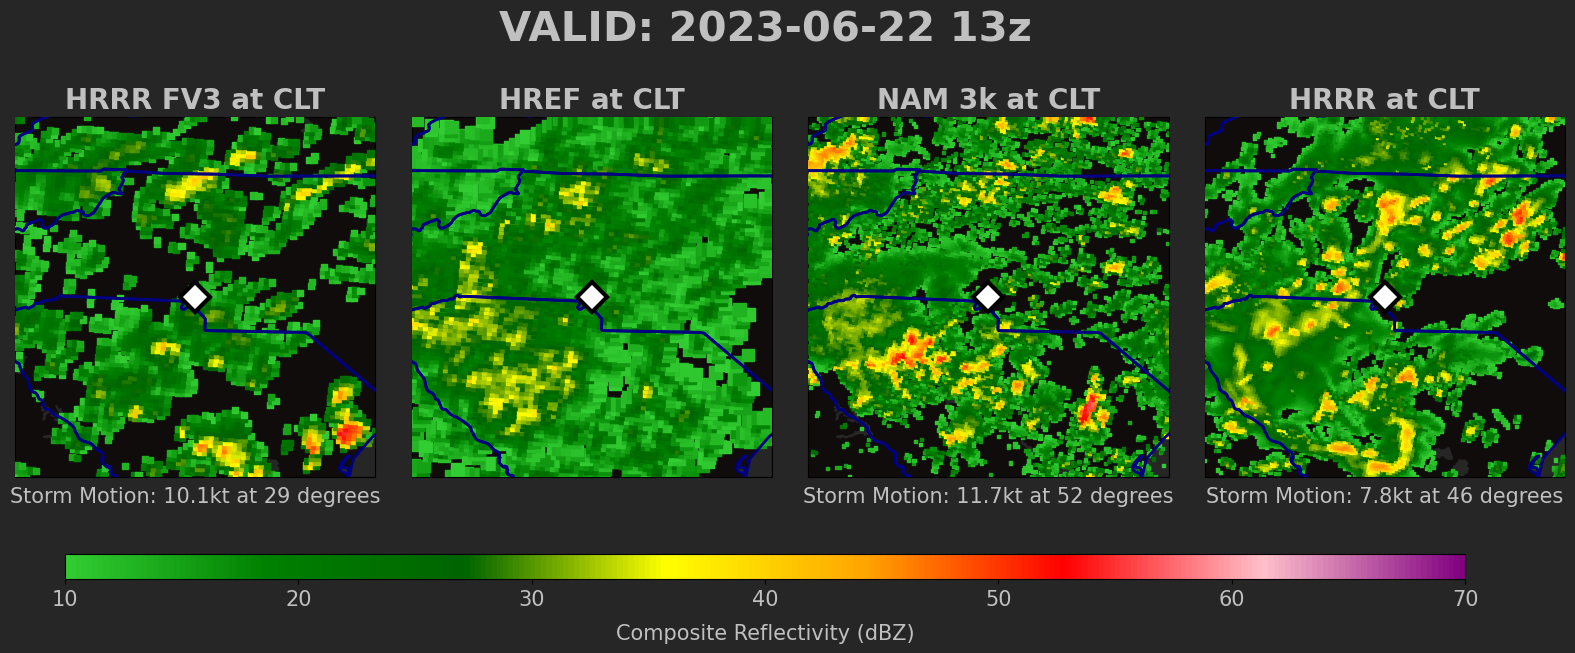 VALID: 2023-06-22 13z
HRRR FV3 at CLT
HREF at CLT
NAM 3k at CLT
HRRR at CLT
Storm Motion: 10.1kt at 29 degrees
Storm Motion: 11.7kt at 52 degrees
Storm Motion: 7.8kt at 46 degrees
10 20 30 40 50 60 70
Composite Reflectivity (dBZ)